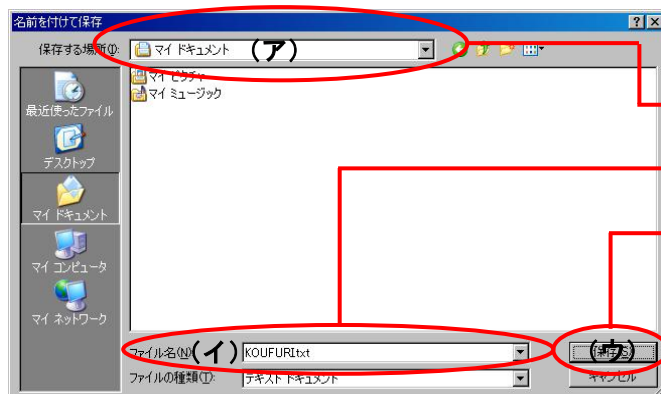 名前を付けて保存
保存する場所(I):
マイ ドキュメント
(ア)
マイ ピクチャ
マイ ミュージック
最近使ったファイル
デスクトップ
マイ ドキュメント
マイ コンピュータ
マイ ネットワーク
ファイル名(N)
(イ)
KOUFURItxt
(ウ)
ファイルの種類(T):
テキスト ドキュメント
キャンセル